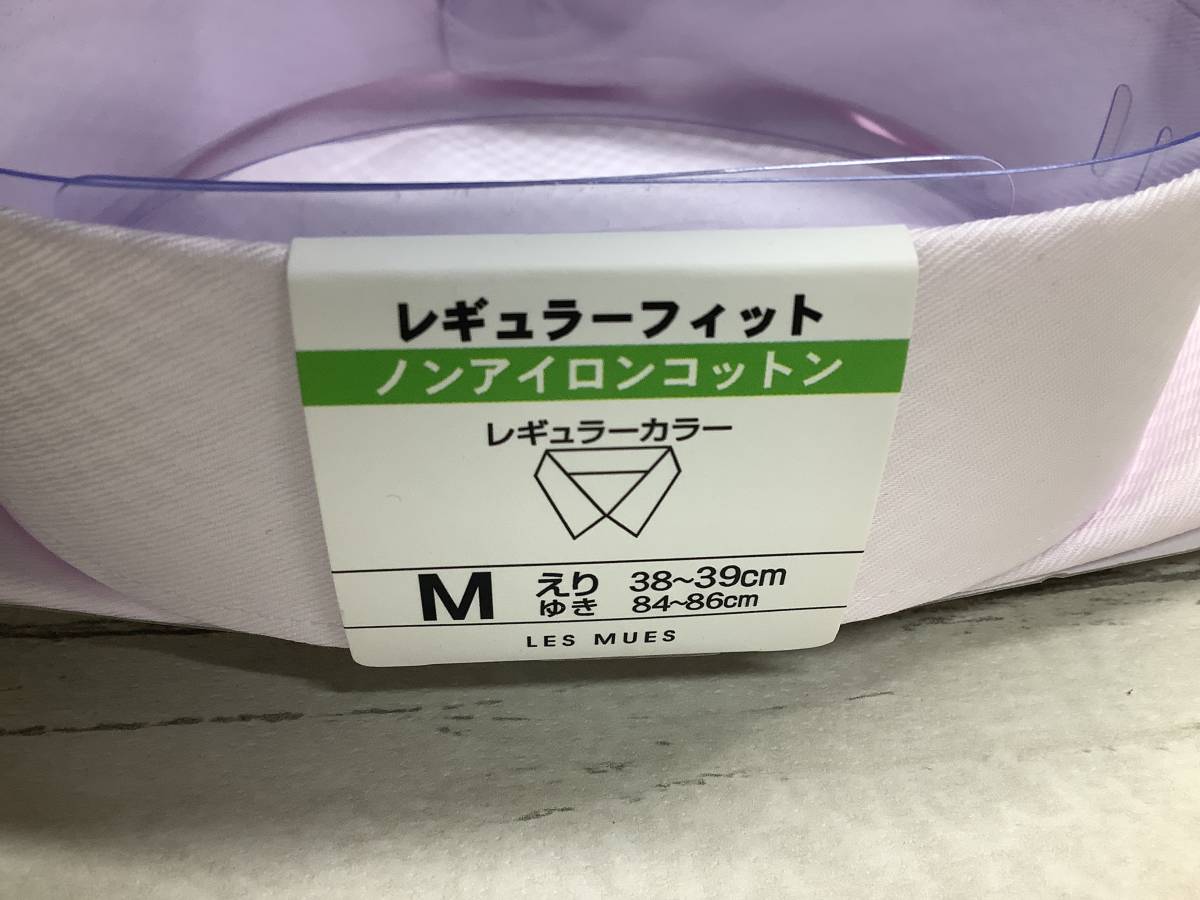 レギュラーフィット
ノンアイロンコットン
レギュラーカラー
M えり 38~39cm
ゆき 84~86cm
LES MUES